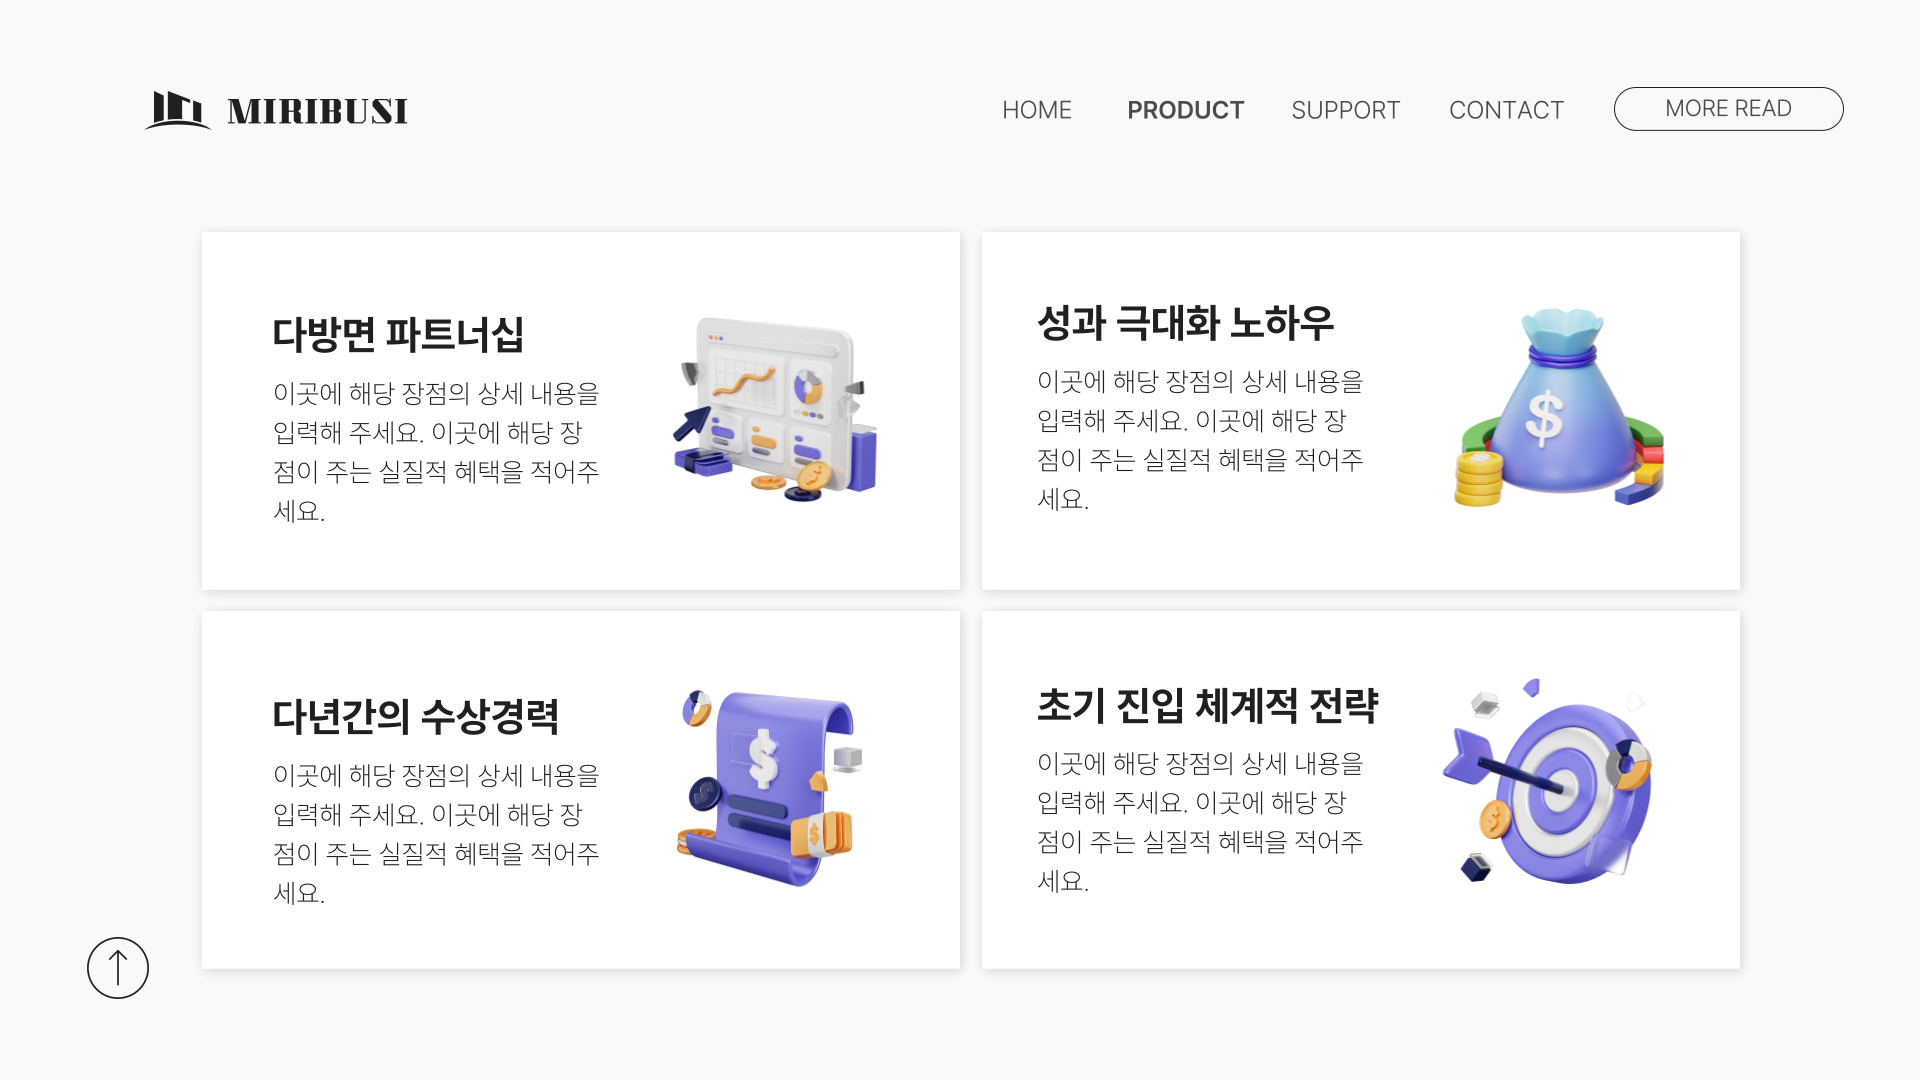 MIRIBUSI
HOME
PRODUCT
SUPPORT
CONTACT
MORE READ
다방면 파트너십
이곳에 해당 장점의 상세 내용을
입력해 주세요. 이곳에 해당 장
점이 주는 실질적 혜택을 적어주
세요.
성과 극대화 노하우
이곳에 해당 장점의 상세 내용을
입력해 주세요. 이곳에 해당 장
점이 주는 실질적 혜택을 적어주
세요.
$
다년간의 수상경력
이곳에 해당 장점의 상세 내용을
입력해 주세요. 이곳에 해당 장
점이 주는 실질적 혜택을 적어주
세요.
$
초기 진입 체계적 전략
이곳에 해당 장점의 상세 내용을
입력해 주세요. 이곳에 해당 장
점이 주는 실질적 혜택을 적어주
세요.